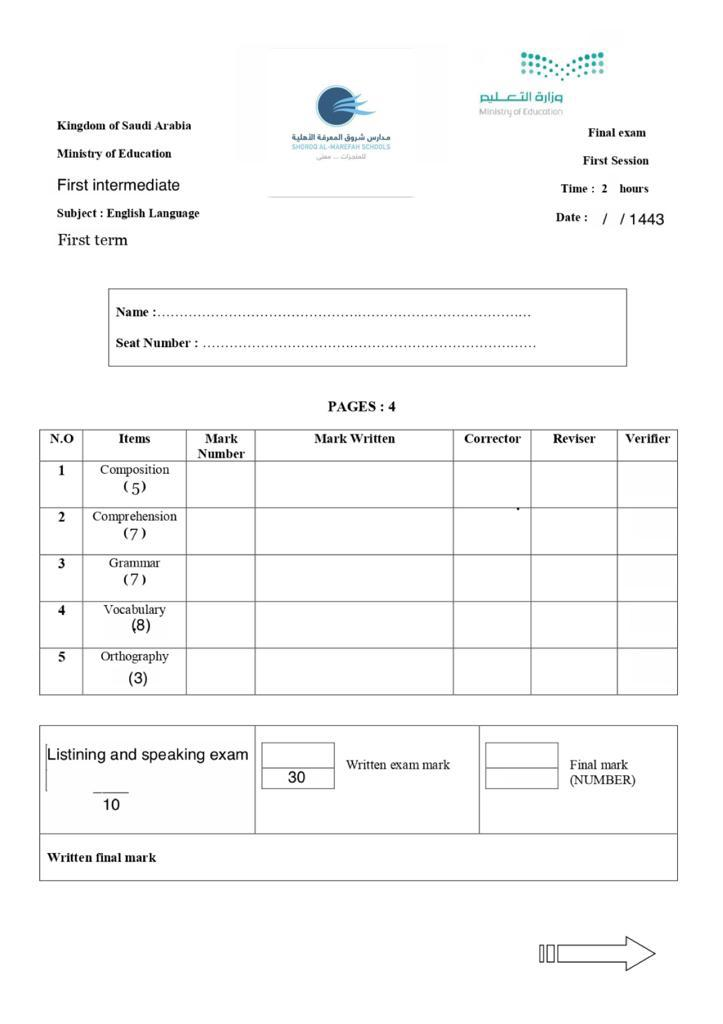 وزارة التعليم
Ministry of Education
مدارس شروق المعرفة الأهلية
SHOROQ AL-MAREFAH SCHOOLS
للمتجرات ... معنى
Kingdom of Saudi Arabia
Final exam
Ministry of Education
First Session
First intermediate
Time : 2 hours
Subject : English Language
Date : / / 1443
First term
Name :................................................................................
Seat Number : ........................................................................
PAGES : 4
N.O Items Mark Number Mark Written Corrector Reviser Verifier
1 Composition
( 5 )
2 Comprehension
( 7 )
3 Grammar
( 7 )
4 Vocabulary
(8)
5 Orthography
(3)
Listining and speaking exam
10
30
Written exam mark
Final mark
(NUMBER)
Written final mark